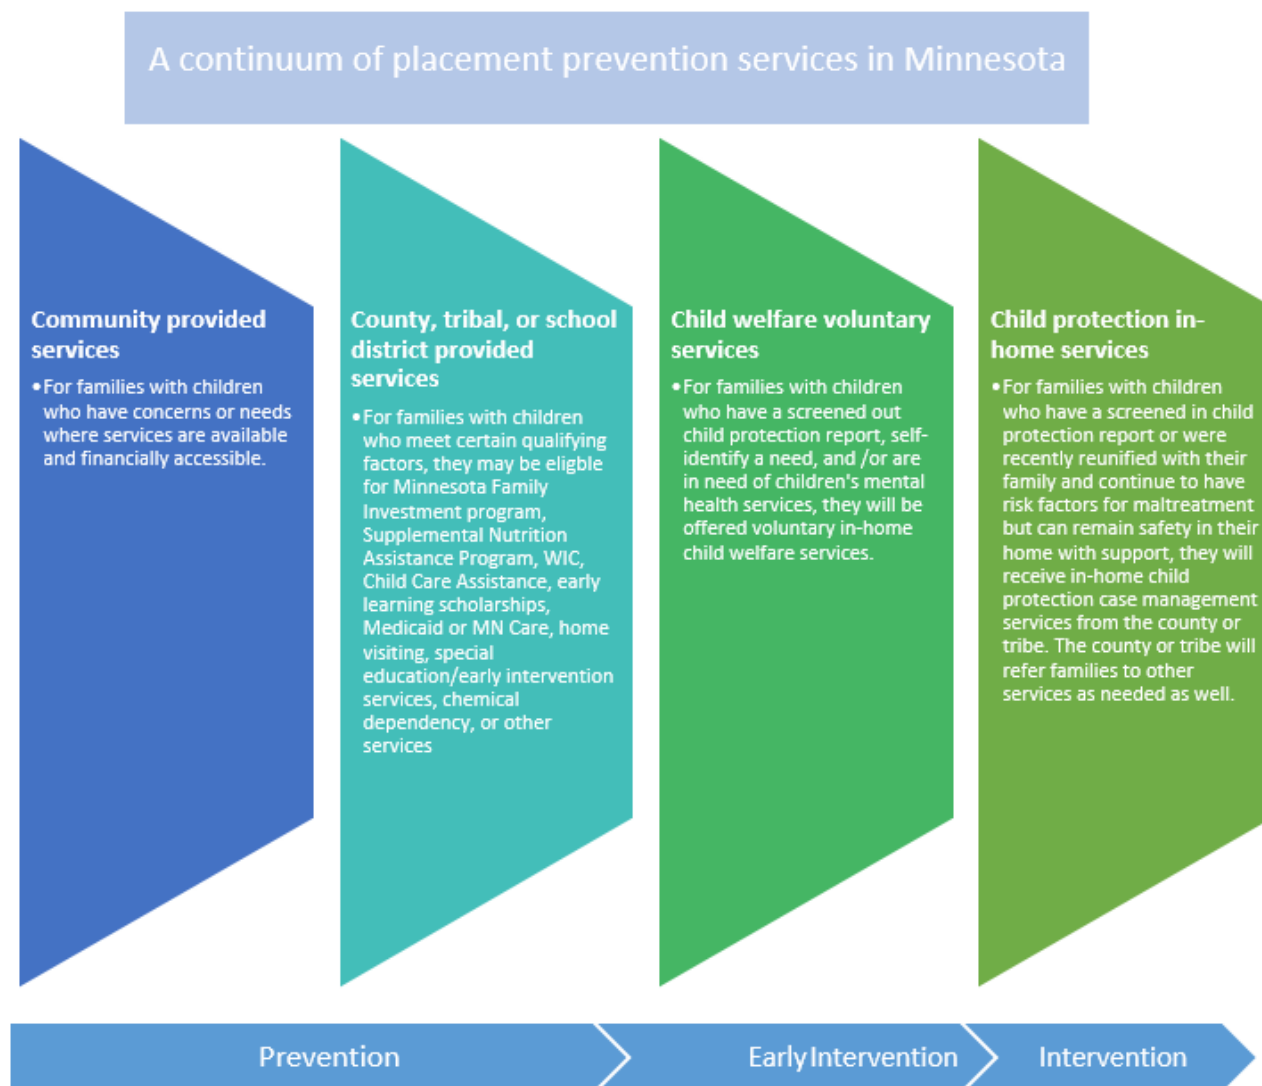 A continuum of placement prevention services in Minnesota
Community provided
services
•For families with children
who have concerns or needs
where services are available
and financially accessible.
County, tribal, or school
district provided
services
•For families with children
who meet certain qualifying
factors, they may be eligble
for Minnesota Family
Investment program,
Supplemental Nutrition
Assistance Program, WIC,
Child Care Assistance, early
learning scholarships,
Medicaid or MN Care, home
visiting, special
education/early intervention
services, chemical
dependency, or other
services
Child welfare voluntary
services
•For families with children
who have a screened out
child protection report, self-
identify a need, and /or are
in need of children's mental
health services, they will be
offered voluntary in-home
child welfare services.
Child protection in-
home services
•For families with children
who have a screened in child
protection report or were
recently reunified with their
family and continue to have
risk factors for maltreatment
but can remain safety in their
home with support, they will
receive in-home child
protection case management
services from the county or
tribe. The county or tribe will
refer families to other
services as needed as well.
Prevention
Early Intervention
Intervention